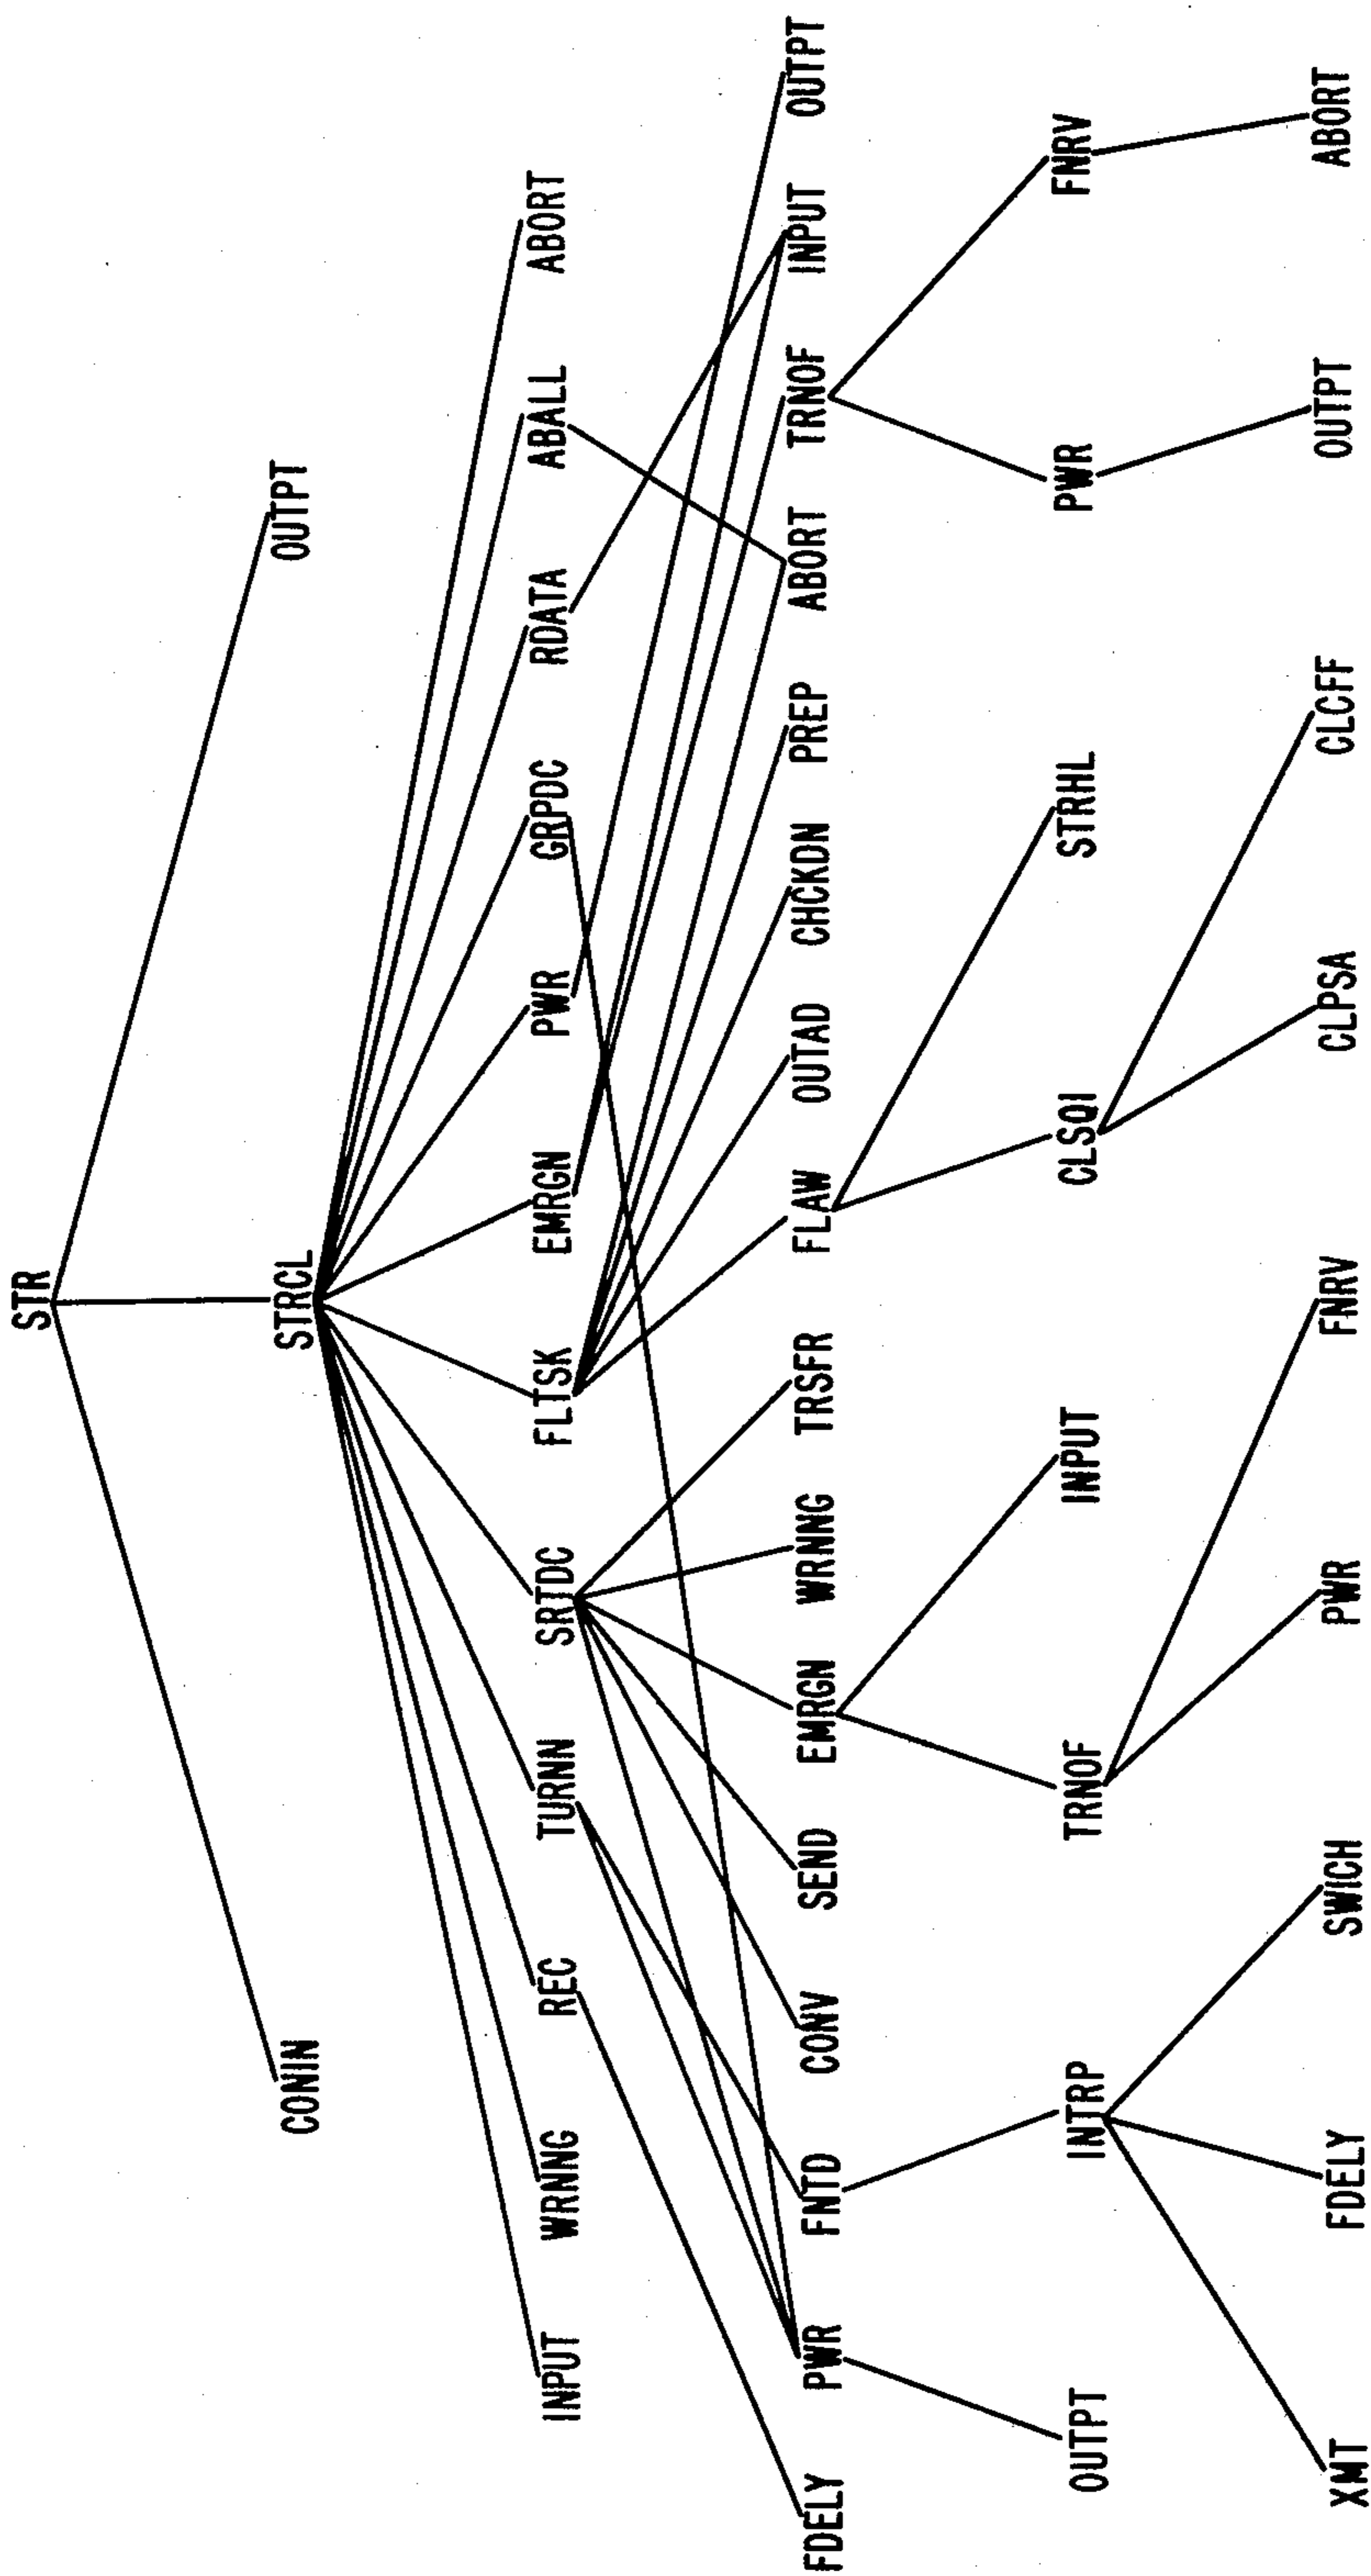 STR
CONIN STRCL OUTPT
INPUT WRNNG REC TURNN SRTDC FLTSK EMRGN PWR GRPDC RDATA ABALL ABORT
FDELY PWR FNTD CONV SEND EMRGN WRNNG TRSFR FLAW OUTAD CHCKDN PREP ABORT TRNOF INPUT OUTPT
OUTPT INTRP TRNOF INPUT CLSQI STRHL PWR FNRV
XMT FDELY SWICH PWR FNRV CLPSA CLCFF OUTPT ABORT